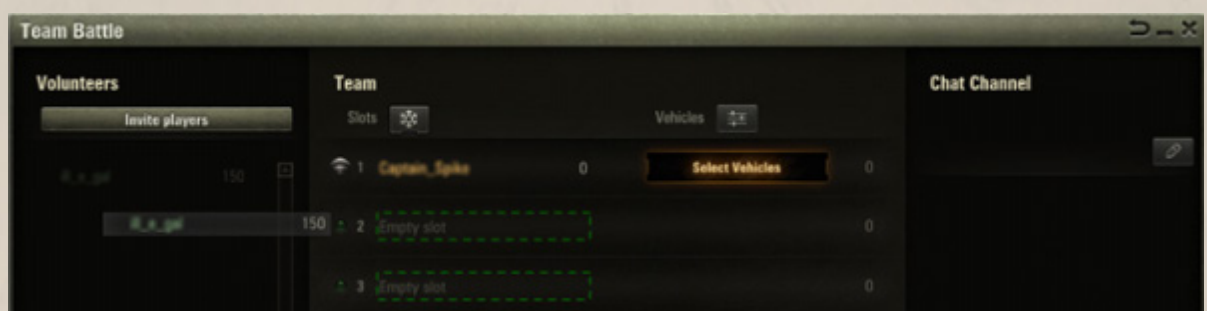 Team Battle
Volunteers
Invite players
150
150
Team
Slots
Vehicles
1 Captain_Spike 0 Select Vehicles 0
2 Empty slot 0
3 Empty slot 0
Chat Channel